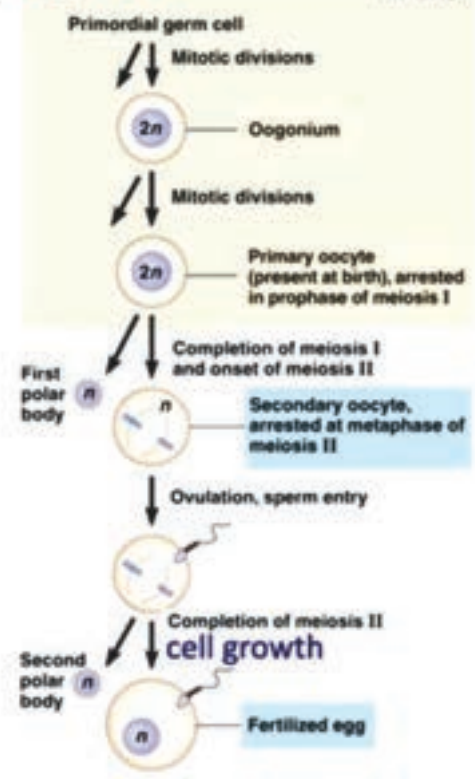 Primordial germ cell
Mitotic divisions
2n
Oogonium
Mitotic divisions
2n
Primary oocyte
(present at birth), arrested
in prophase of meiosis I
Completion of meiosis I
and onset of meiosis II
First
polar
body
n
n
Secondary oocyte,
arrested at metaphase of
meiosis II
Ovulation, sperm entry
Completion of meiosis II
cell growth
Second
polar
body
n
n
Fertilized egg